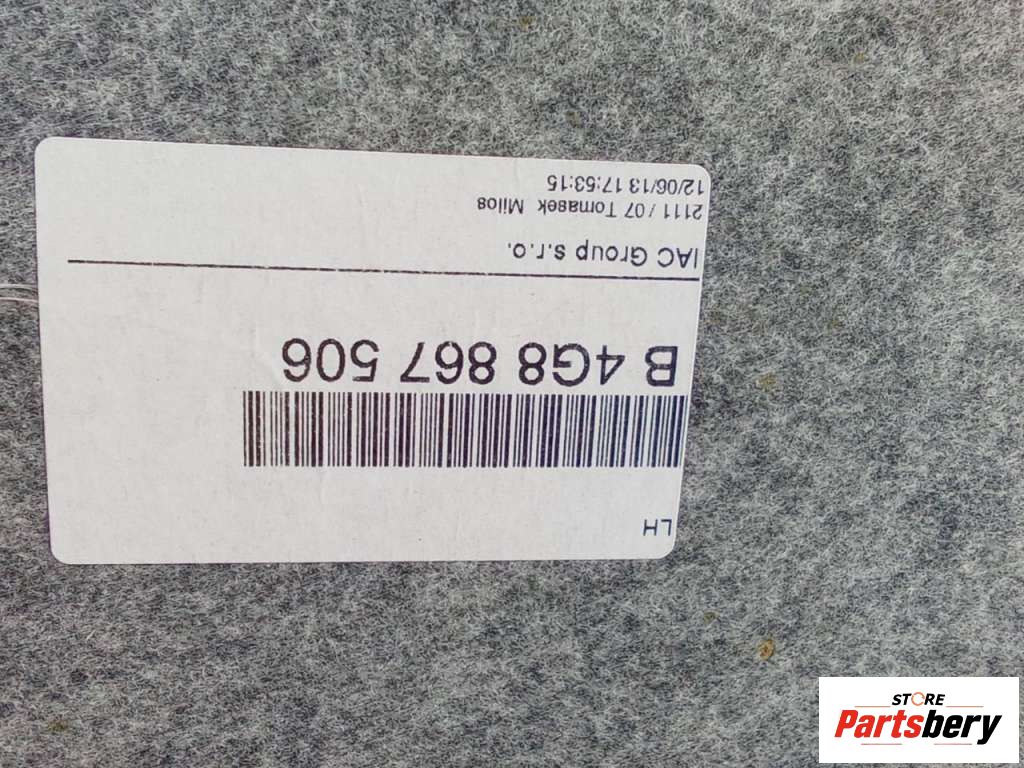 LH
B 4G8 867 506
IAC Group s.r.o.
2111 / 07 Tomasek Milos
12/06/13 17:53:15
STORE
Partsbery